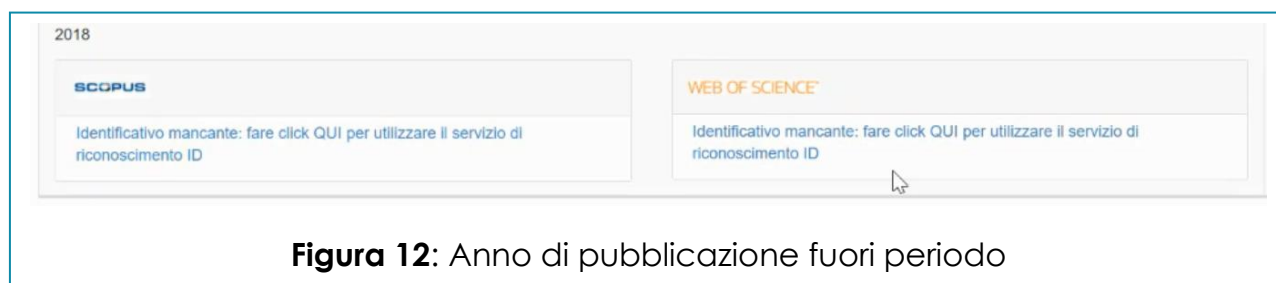 2018
SCOPUS
WEB OF SCIENCE™
Identificativo mancante: fare click QUI per utilizzare il servizio di
riconoscimento ID
Identificativo mancante: fare click QUI per utilizzare il servizio di
riconoscimento ID
Figura 12: Anno di pubblicazione fuori periodo